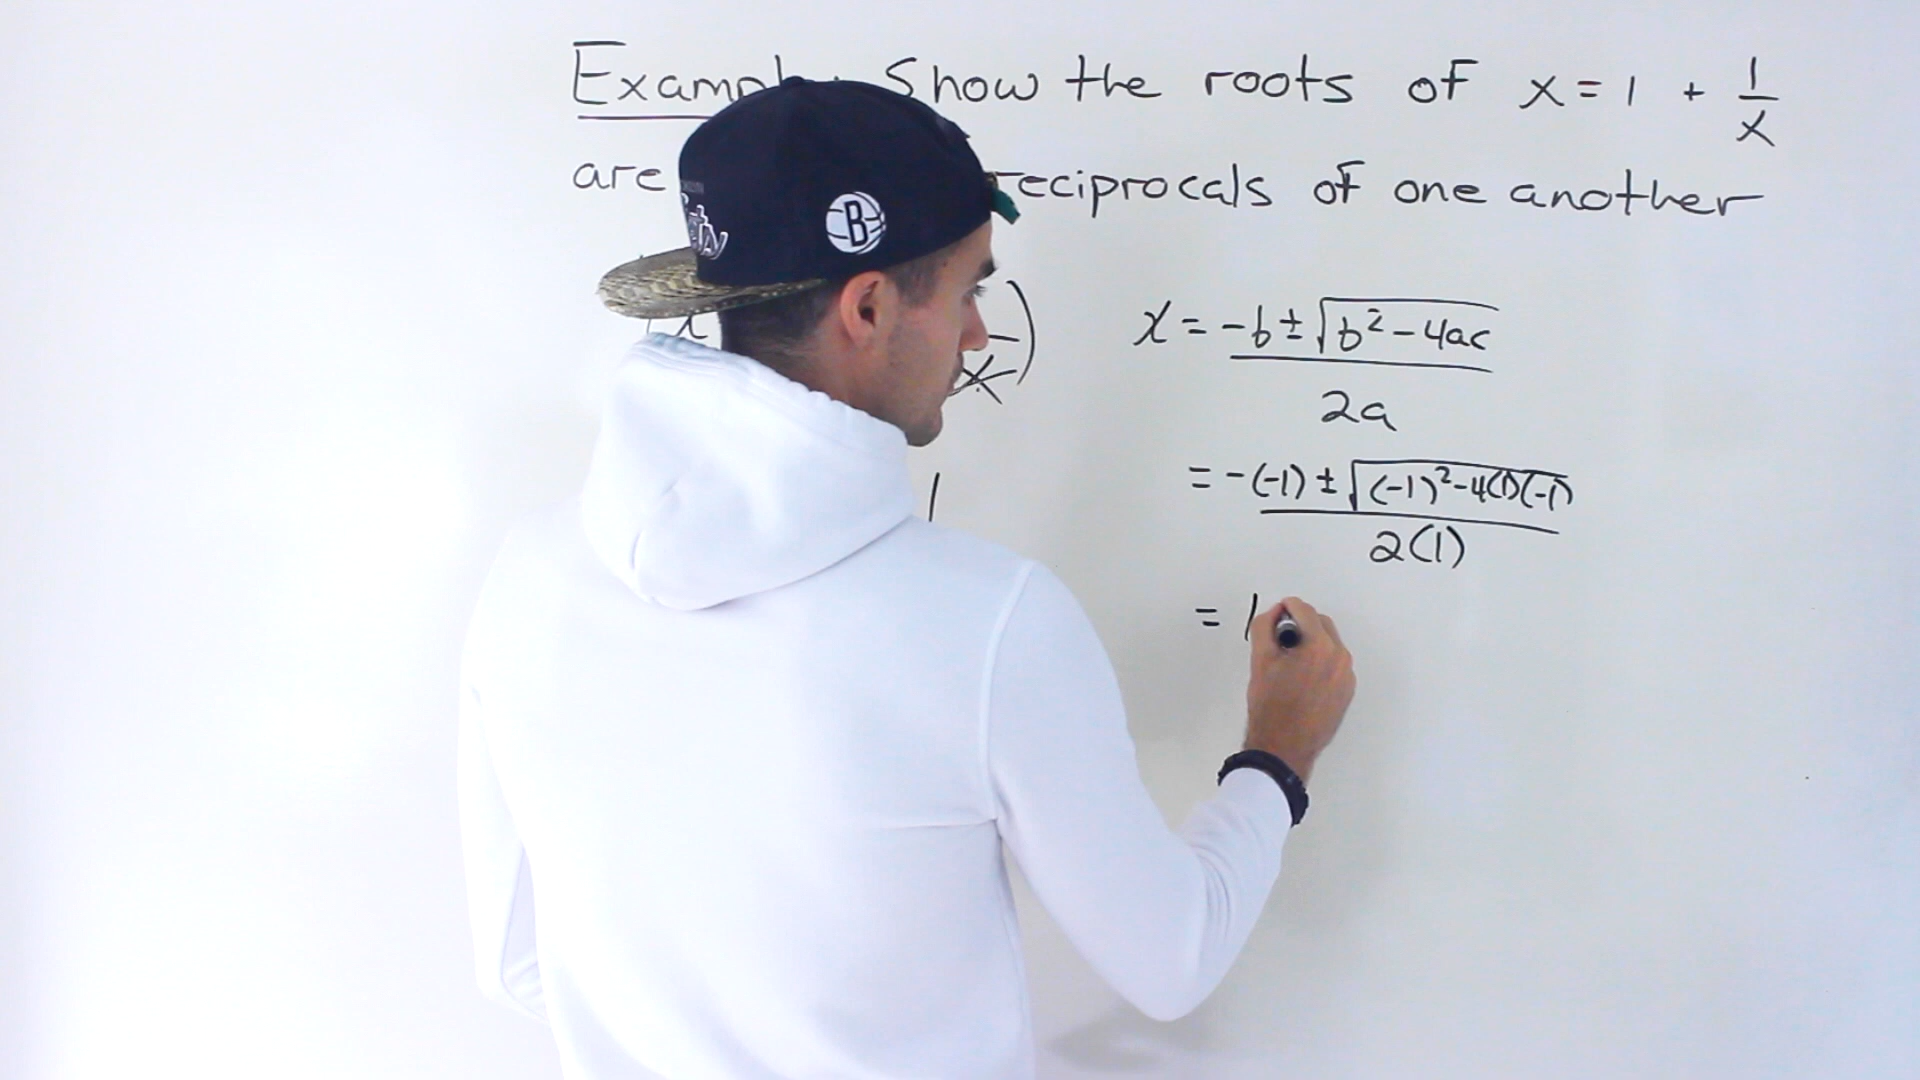 Example: Show the roots of x = 1 + 1/x
are reciprocals of one another
x = -b ± √(b² - 4ac) / 2a
= -(-1) ± √((-1)² - 4(1)(-1)) / 2(1)
= 1
B